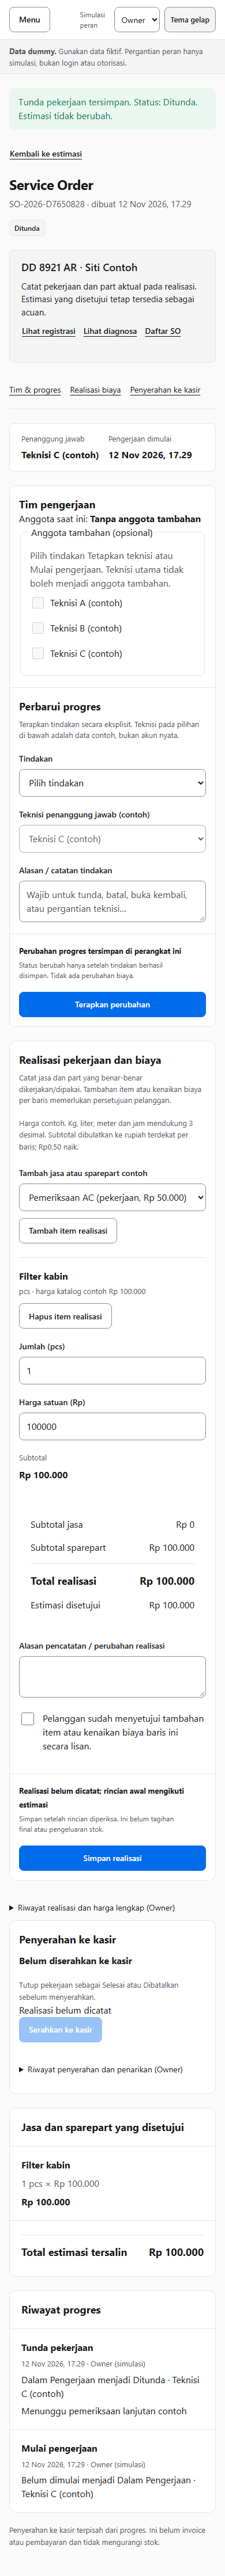 Menu
Simulasi peran
Owner
Tema gelap
Data dummy. Gunakan data fiktif. Pergantian peran hanya
simulasi, bukan login atau otorisasi.
Tunda pekerjaan tersimpan. Status: Ditunda.
Estimasi tidak berubah.
Kembali ke estimasi
Service Order
SO-2026-D7650828 · dibuat 12 Nov 2026, 17.29
Ditunda
DD 8921 AR · Siti Contoh
Catat pekerjaan dan part aktual pada realisasi.
Estimasi yang disetujui tetap tersedia sebagai
acuan.
Lihat registrasi Lihat diagnosa Daftar SO
Tim & progres Realisasi biaya Penyerahan ke kasir
Penanggung jawab
Teknisi C (contoh)
Pengerjaan dimulai
12 Nov 2026, 17.29
Tim pengerjaan
Anggota saat ini: Tanpa anggota tambahan
Anggota tambahan (opsional)
Pilih tindakan Tetapkan teknisi atau
Mulai pengerjaan. Teknisi utama tidak
boleh menjadi anggota tambahan.
Teknisi A (contoh)
Teknisi B (contoh)
Teknisi C (contoh)
Perbarui progres
Terapkan tindakan secara eksplisit. Teknisi pada pilihan
di bawah adalah data contoh, bukan akun nyata.
Tindakan
Pilih tindakan
Teknisi penanggung jawab (contoh)
Teknisi C (contoh)
Alasan / catatan tindakan
Wajib untuk tunda, batal, buka kembali,
atau pergantian teknisi...
Perubahan progres tersimpan di perangkat ini
Status berubah hanya setelah tindakan berhasil
disimpan. Tidak ada perubahan biaya.
Terapkan perubahan
Realisasi pekerjaan dan biaya
Catat jasa dan part yang benar-benar
dikerjakan/dipakai. Tambahan item atau kenaikan biaya
per baris memerlukan persetujuan pelanggan.
Harga contoh. Kg, liter, meter dan jam mendukung 3
desimal. Subtotal dibulatkan ke rupiah terdekat per
baris; Rp0,50 naik.
Tambah jasa atau sparepart contoh
Pemeriksaan AC (pekerjaan, Rp 50.000)
Tambah item realisasi
Filter kabin
pcs · harga katalog contoh Rp 100.000
Hapus item realisasi
Jumlah (pcs)
1
Harga satuan (Rp)
100000
Subtotal
Rp 100.000
Subtotal jasa Rp 0
Subtotal sparepart Rp 100.000
Total realisasi Rp 100.000
Estimasi disetujui Rp 100.000
Alasan pencatatan / perubahan realisasi
Pelanggan sudah menyetujui tambahan
item atau kenaikan biaya baris ini
secara lisan.
Realisasi belum dicatat; rincian awal mengikuti
estimasi
Simpan setelah rincian diperiksa. Ini belum tagihan
final atau pengeluaran stok.
Simpan realisasi
Riwayat realisasi dan harga lengkap (Owner)
Penyerahan ke kasir
Belum diserahkan ke kasir
Tutup pekerjaan sebagai Selesai atau Dibatalkan
sebelum menyerahkan.
Realisasi belum dicatat
Serahkan ke kasir
Riwayat penyerahan dan penarikan (Owner)
Jasa dan sparepart yang disetujui
Filter kabin
1 pcs × Rp 100.000
Rp 100.000
Total estimasi tersalin Rp 100.000
Riwayat progres
Tunda pekerjaan
12 Nov 2026, 17.29 · Owner (simulasi)
Dalam Pengerjaan menjadi Ditunda · Teknisi
C (contoh)
Menunggu pemeriksaan lanjutan contoh
Mulai pengerjaan
12 Nov 2026, 17.29 · Owner (simulasi)
Belum dimulai menjadi Dalam Pengerjaan ·
Teknisi C (contoh)
Penyerahan ke kasir terpisah dari progres. Ini belum invoice
atau pembayaran dan tidak mengurangi stok.